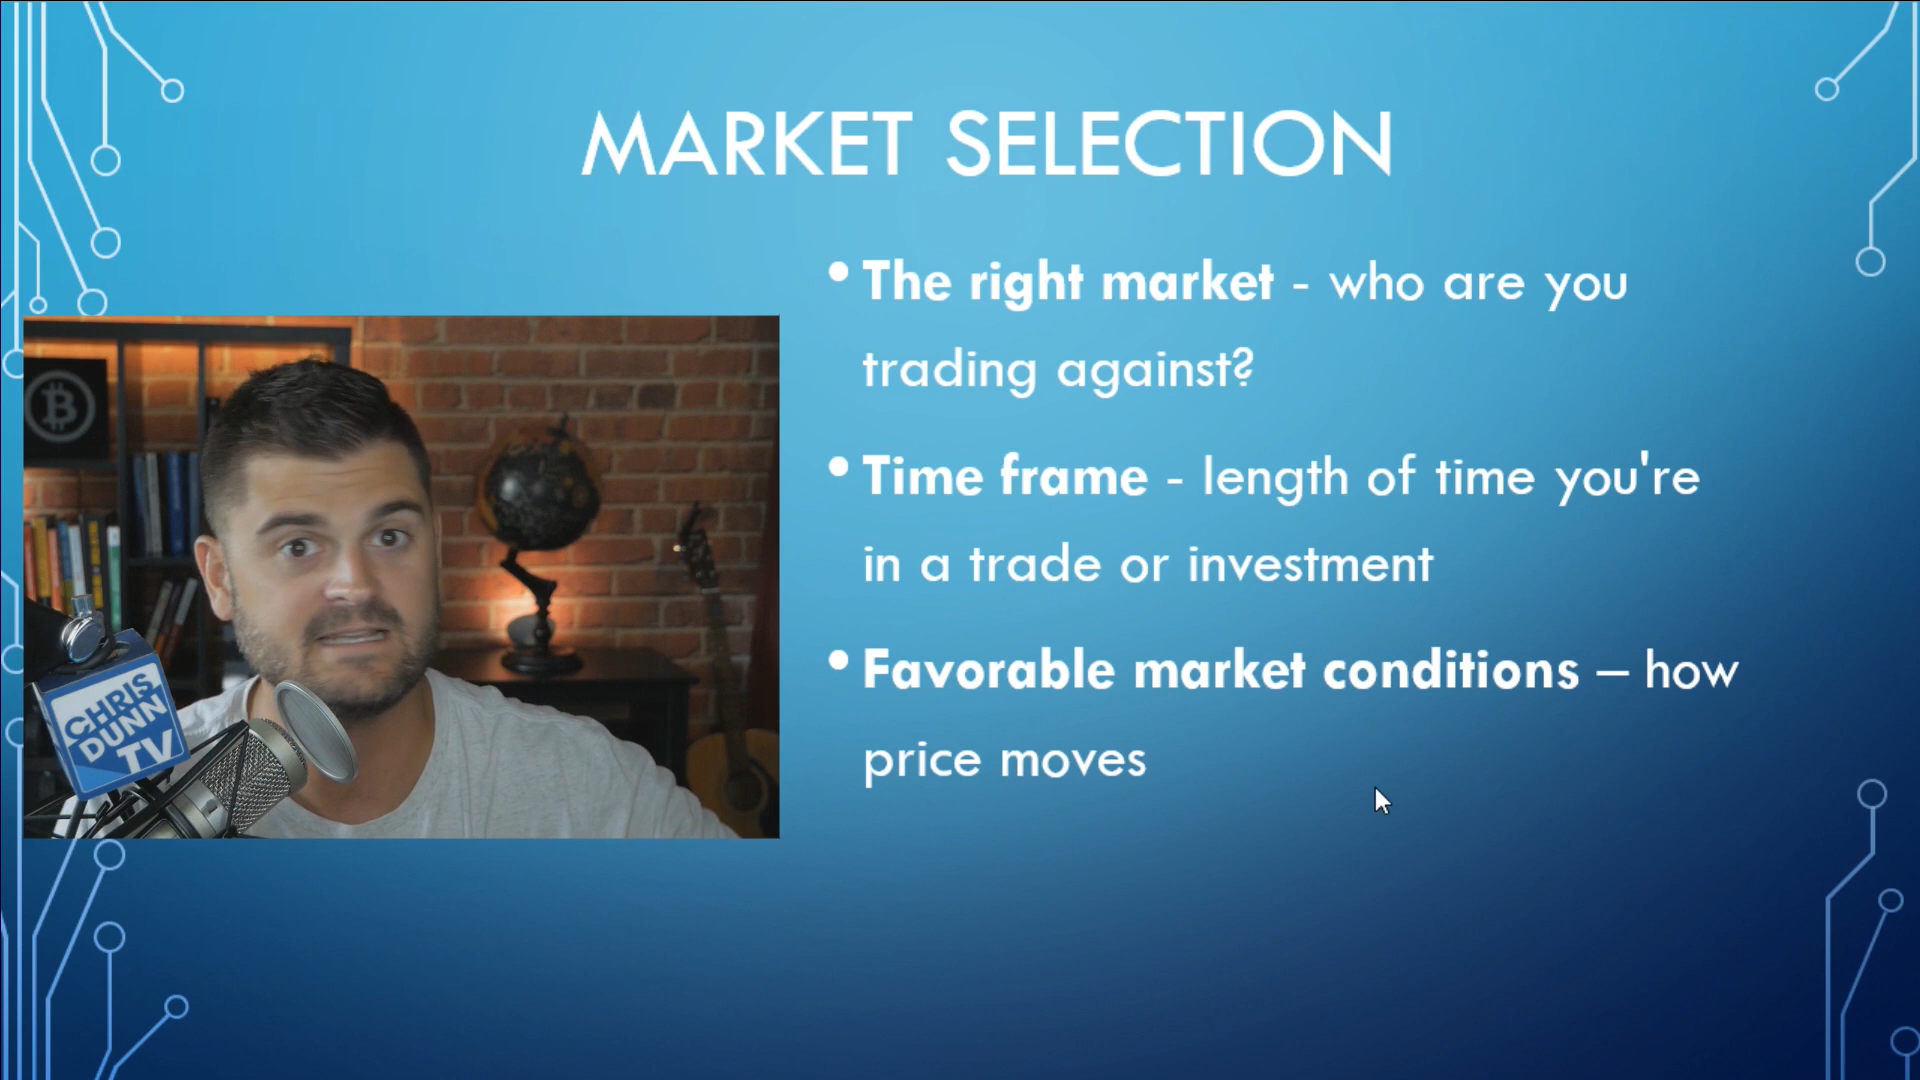 MARKET SELECTION
• The right market - who are you
trading against?
• Time frame - length of time you're
in a trade or investment
• Favorable market conditions – how
price moves
CHRIS
DUNN
TV